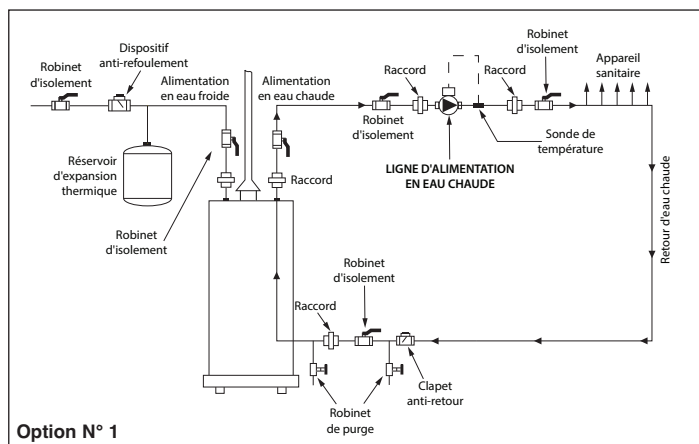 Robinet
d'isolement
Dispositif
anti-refoulement
Alimentation
en eau froide
Alimentation
en eau chaude
Raccord
Robinet
d'isolement
Raccord
Robinet
d'isolement
Appareil
sanitaire
Sonde de
température
LIGNE D'ALIMENTATION
EN EAU CHAUDE
Réservoir
d'expansion
thermique
Raccord
Robinet
d'isolement
Retour d'eau chaude
Robinet
d'isolement
Raccord
Clapet
anti-retour
Robinet
de purge
Option N° 1